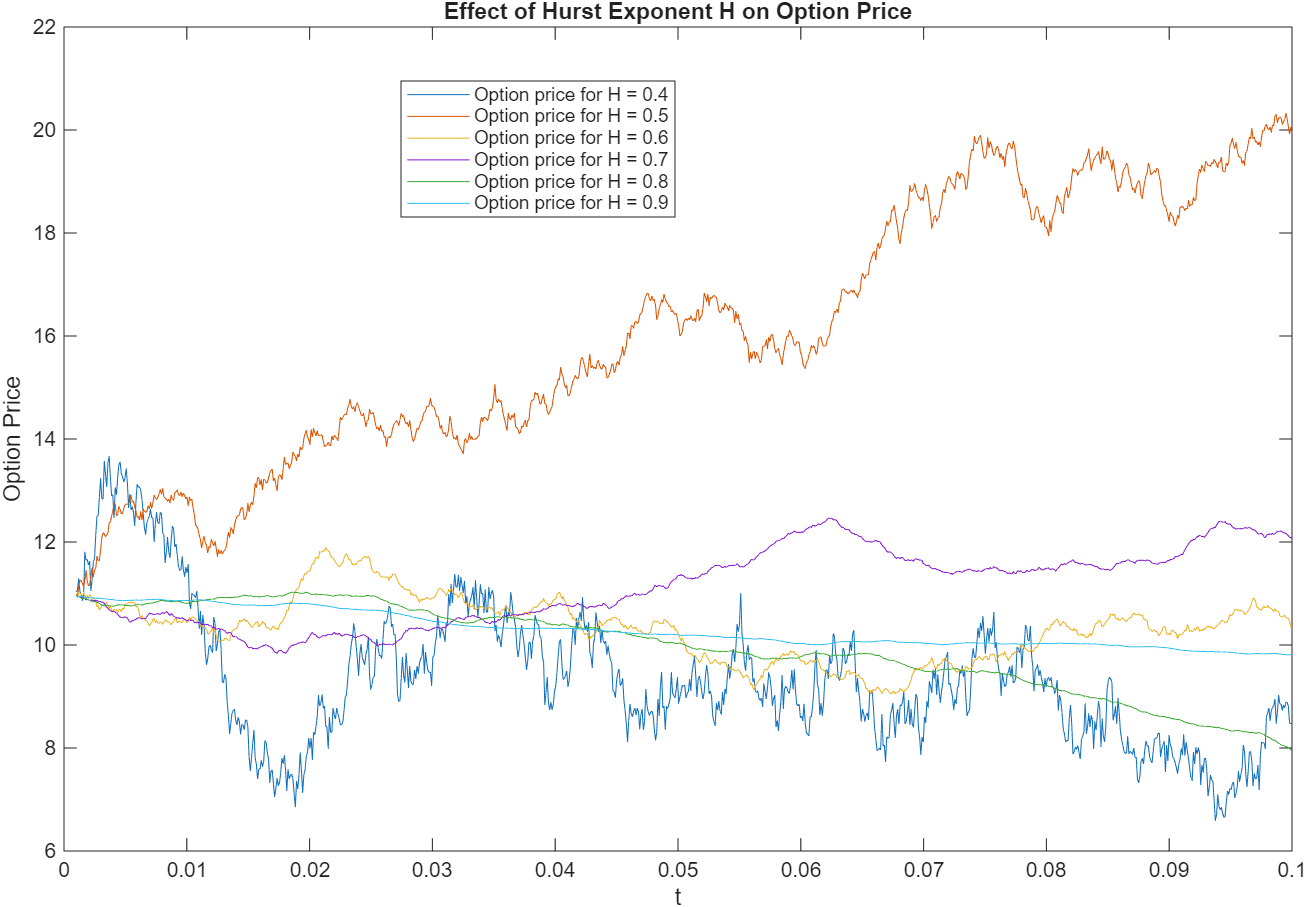 Effect of Hurst Exponent H on Option Price
22
20
18
16
14
12
10
8
6
Option Price
Option price for H = 0.4
Option price for H = 0.5
Option price for H = 0.6
Option price for H = 0.7
Option price for H = 0.8
Option price for H = 0.9
0 0.01 0.02 0.03 0.04 0.05 0.06 0.07 0.08 0.09 0.1
t